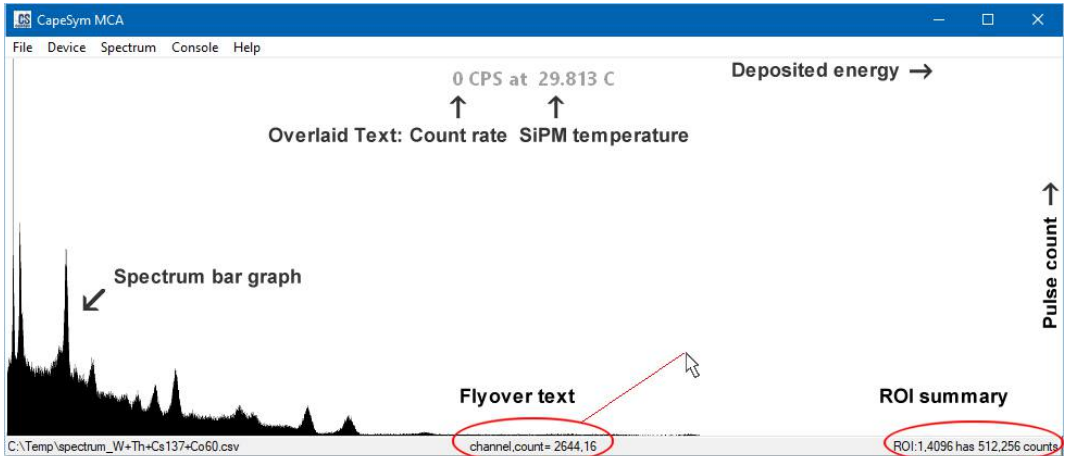 CS CapeSym MCA
File Device Spectrum Console Help
0 CPS at 29.813 C
Deposited energy →
Overlaid Text: Count rate SiPM temperature
Pulse count →
Spectrum bar graph
Flyover text
ROI summary
C:\Temp\spectrum_W+Th+Cs137+Co60.csv channel,count= 2644,16 ROI:1,4096 has 512,256 counts